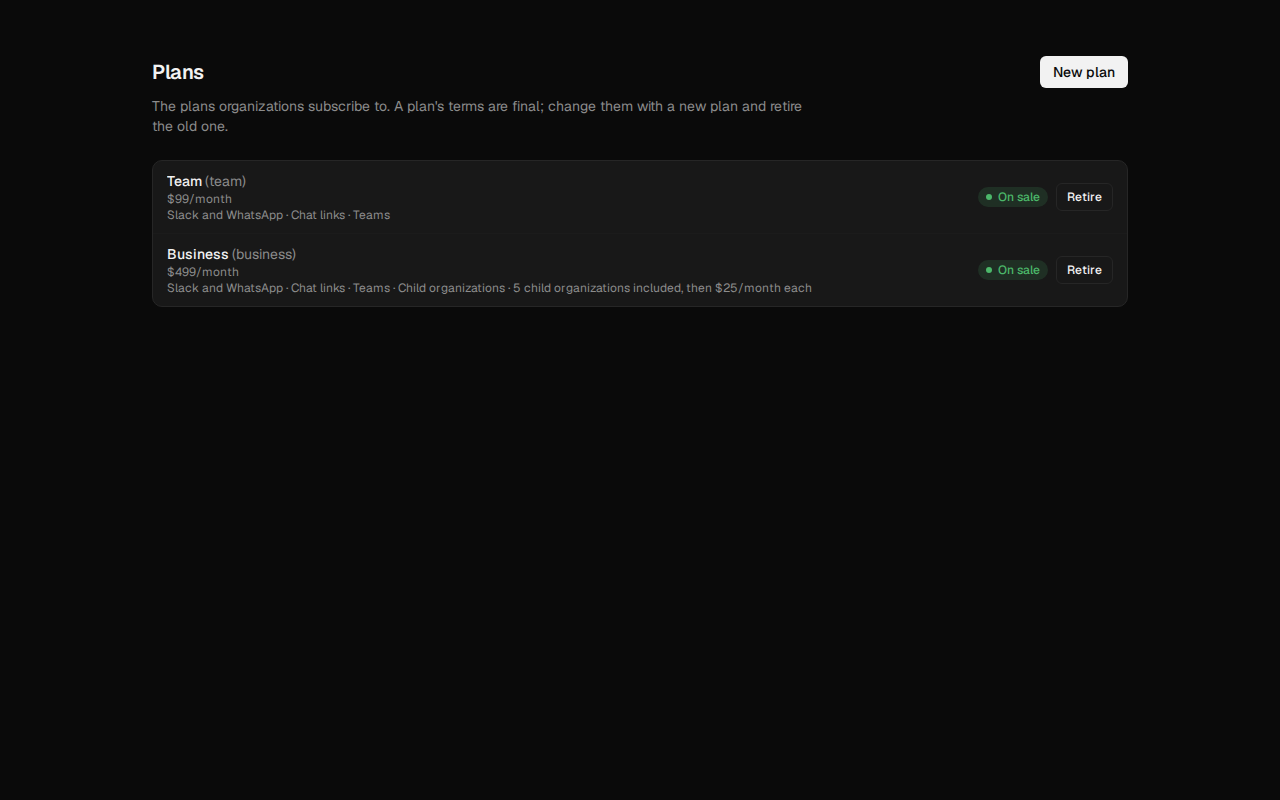 Plans
New plan
The plans organizations subscribe to. A plan's terms are final; change them with a new plan and retire
the old one.
Team (team)
$99/month
Slack and WhatsApp · Chat links · Teams
On sale
Retire
Business (business)
$499/month
Slack and WhatsApp · Chat links · Teams · Child organizations · 5 child organizations included, then $25/month each
On sale
Retire